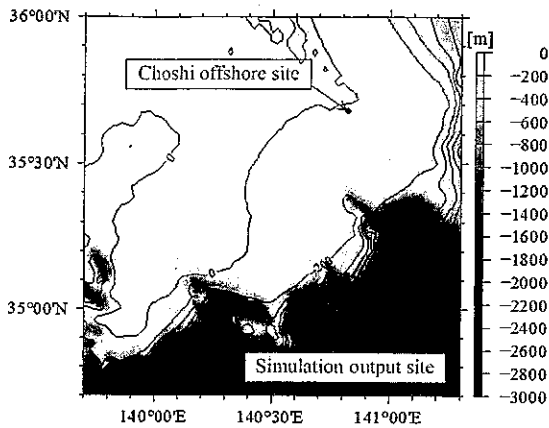 36°00'N
[m]
Choshi offshore site
0
−200
−400
−600
−800
35°30'N
−1000
−1200
−1400
−1600
−1800
−2000
35°00'N
−2200
−2400
−2600
Simulation output site
−2800
−3000
140°00'E
140°30'E
141°00'E